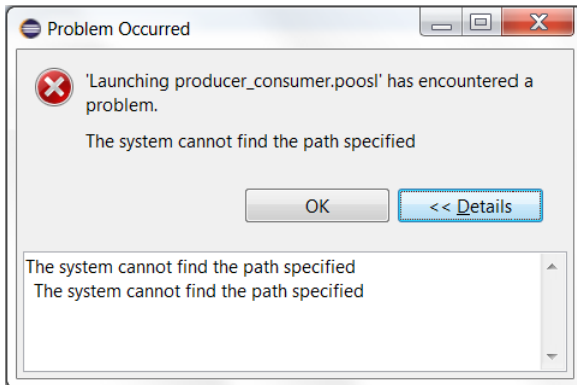 Problem Occurred
'Launching producer_consumer.poosl' has encountered a
problem.
The system cannot find the path specified
OK
<< Details
The system cannot find the path specified
The system cannot find the path specified